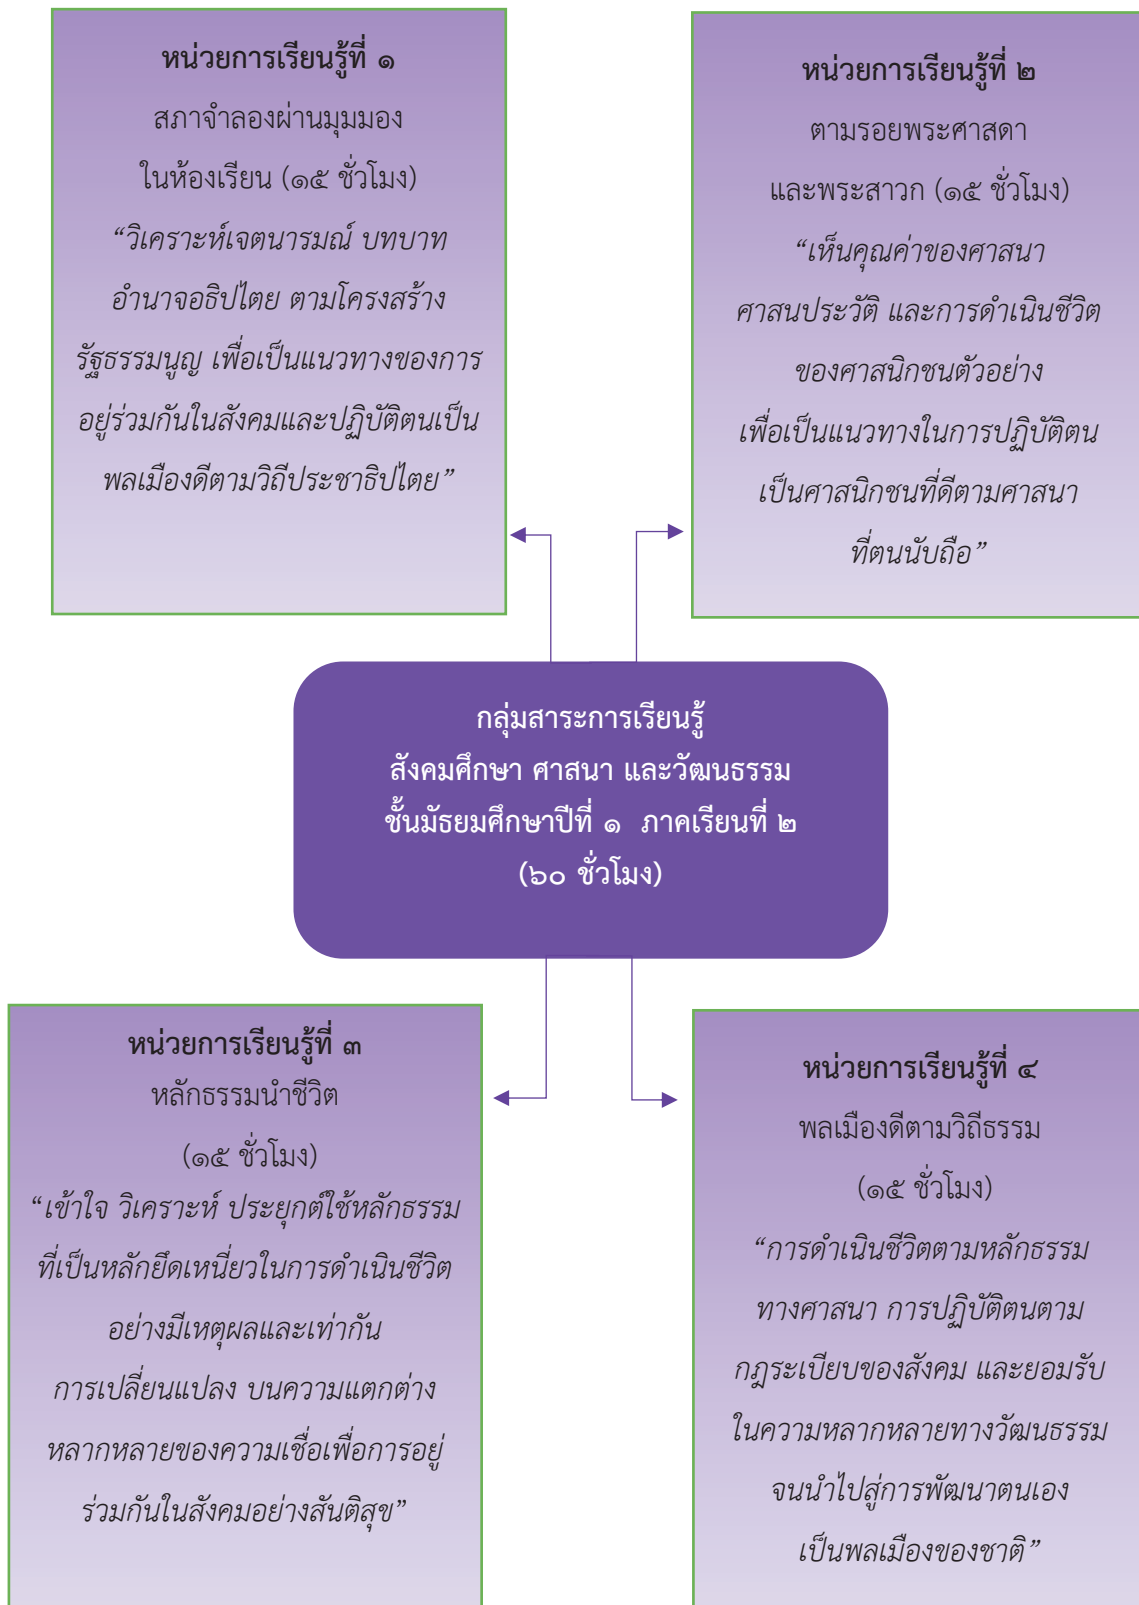 หน่วยการเรียนรู้ที่ ๑
สภาจำลองผ่านมุมมอง
ในห้องเรียน (๑๕ ชั่วโมง)
“วิเคราะห์เจตนารมณ์ บทบาท
อำนาจอธิปไตย ตามโครงสร้าง
รัฐธรรมนูญ เพื่อเป็นแนวทางของการ
อยู่ร่วมกันในสังคมและปฏิบัติตนเป็น
พลเมืองดีตามวิถีประชาธิปไตย”
หน่วยการเรียนรู้ที่ ๒
ตามรอยพระศาสดา
และพระสาวก (๑๕ ชั่วโมง)
“เห็นคุณค่าของศาสนา
ศาสนประวัติ และการดำเนินชีวิต
ของศาสนิกชนตัวอย่าง
เพื่อเป็นแนวทางในการปฏิบัติตน
เป็นศาสนิกชนที่ดีตามศาสนา
ที่ตนนับถือ”
กลุ่มสาระการเรียนรู้
สังคมศึกษา ศาสนา และวัฒนธรรม
ชั้นมัธยมศึกษาปีที่ ๑ ภาคเรียนที่ ๒
(๖๐ ชั่วโมง)
หน่วยการเรียนรู้ที่ ๓
หลักธรรมนำชีวิต
(๑๕ ชั่วโมง)
“เข้าใจ วิเคราะห์ ประยุกต์ใช้หลักธรรม
ที่เป็นหลักยึดเหนี่ยวในการดำเนินชีวิต
อย่างมีเหตุผลและเท่ากัน
การเปลี่ยนแปลง บนความแตกต่าง
หลากหลายของความเชื่อเพื่อการอยู่
ร่วมกันในสังคมอย่างสันติสุข”
หน่วยการเรียนรู้ที่ ๔
พลเมืองดีตามวิถีธรรม
(๑๕ ชั่วโมง)
“การดำเนินชีวิตตามหลักธรรม
ทางศาสนา การปฏิบัติตนตาม
กฎระเบียบของสังคม และยอมรับ
ในความหลากหลายทางวัฒนธรรม
จนนำไปสู่การพัฒนาตนเอง
เป็นพลเมืองของชาติ”